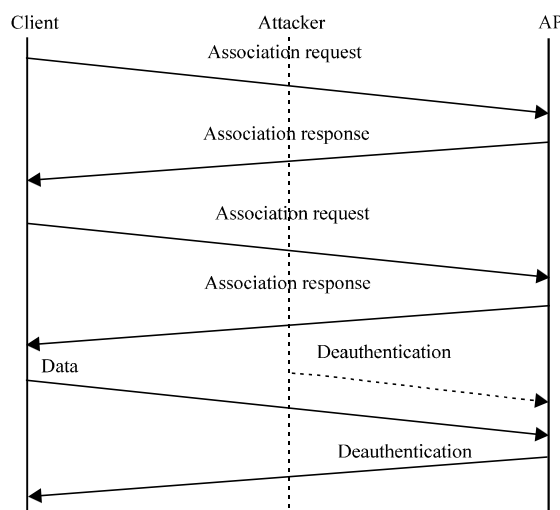 Client Attacker AP
Association request
Association response
Association request
Association response
Deauthentication
Data
Deauthentication